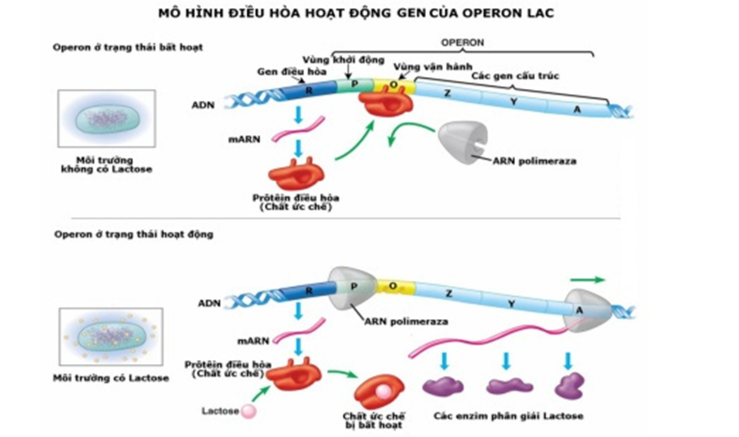 MÔ HÌNH ĐIỀU HÒA HOẠT ĐỘNG GEN CỦA OPERON LAC
Operon ở trạng thái bất hoạt
OPERON
Vùng khởi động
Vùng vận hành
Gen điều hòa
Các gen cấu trúc
R
P
O
Z
Y
A
ADN
mARN
Môi trường
không có Lactose
ARN polimeraza
Prôtêin điều hòa
(Chất ức chế)
Operon ở trạng thái hoạt động
R
P
O
Z
Y
A
ADN
ARN polimeraza
mARN
Prôtêin điều hòa
(Chất ức chế)
Môi trường có Lactose
Lactose
Chất ức chế
bị bất hoạt
Các enzim phân giải Lactose